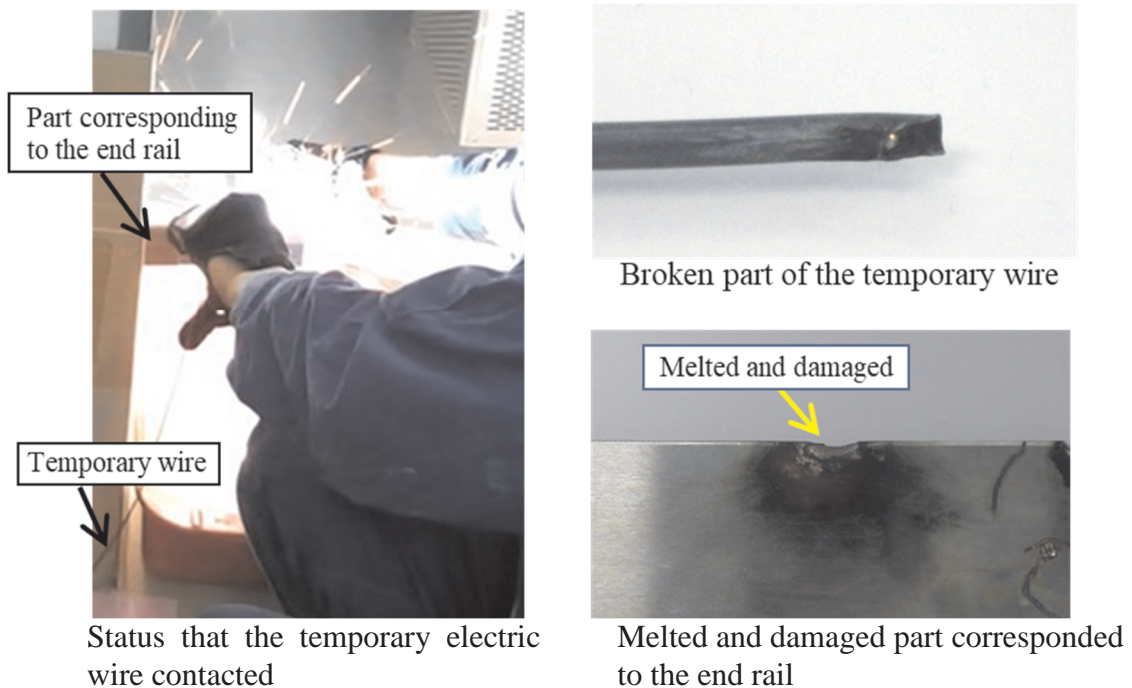 Part corresponding
to the end rail
Temporary wire
Status that the temporary electric
wire contacted
Broken part of the temporary wire
Melted and damaged
Melted and damaged part corresponded
to the end rail